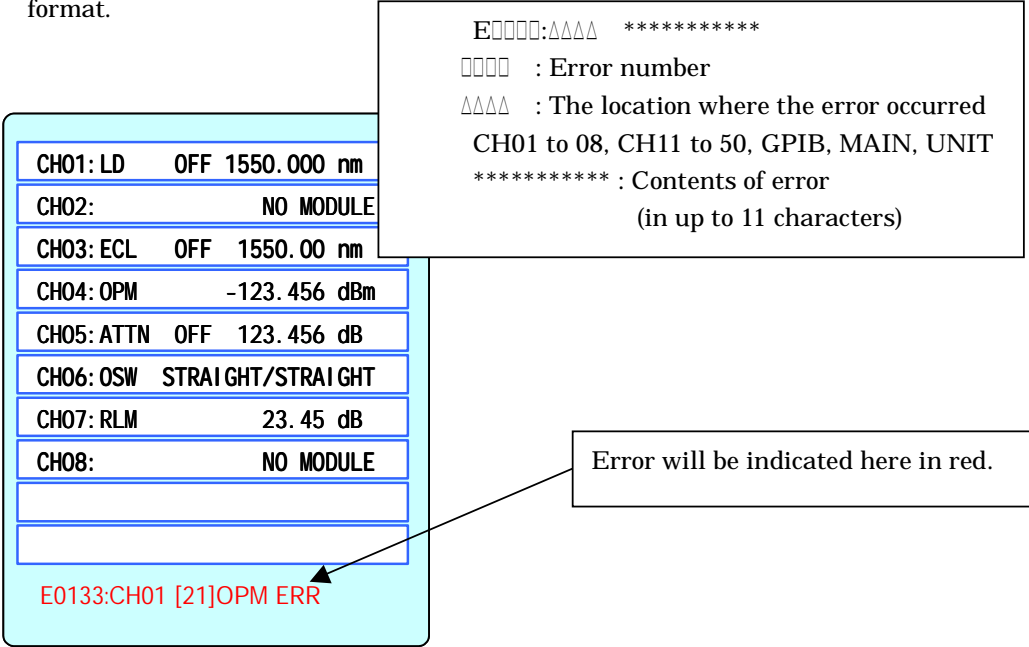 format.
E□□□□:△△△△ ***********
□□□□ : Error number
△△△△ : The location where the error occurred
CH01 to 08, CH11 to 50, GPIB, MAIN, UNIT
*********** : Contents of error
(in up to 11 characters)
CH01:LD OFF 1550.000 nm
CH02: NO MODULE
CH03:ECL OFF 1550.00 nm
CH04:OPM -123.456 dBm
CH05:ATTN OFF 123.456 dB
CH06:OSW STRAIGHT/STRAIGHT
CH07:RLM 23.45 dB
CH08: NO MODULE
Error will be indicated here in red.
E0133:CH01 [21]OPM ERR